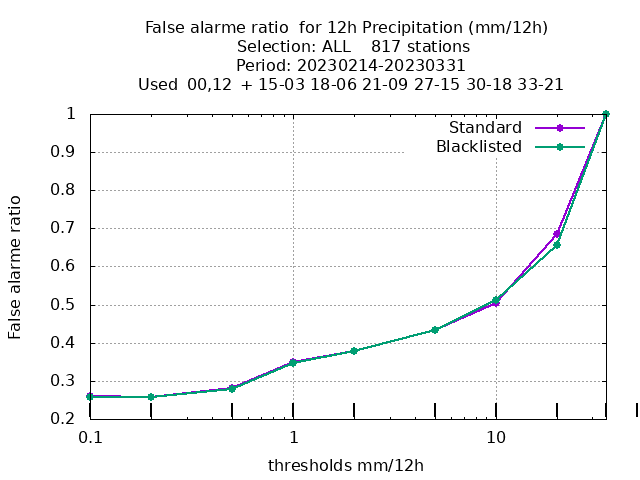 False alarme ratio  for 12h Precipitation (mm/12h)
Selection: ALL    817 stations
Period: 20230214-20230331
Used  00,12  + 15-03 18-06 21-09 27-15 30-18 33-21
Standard
Blacklisted
False alarme ratio
1
0.9
0.8
0.7
0.6
0.5
0.4
0.3
0.2
0.1
1
10
thresholds mm/12h